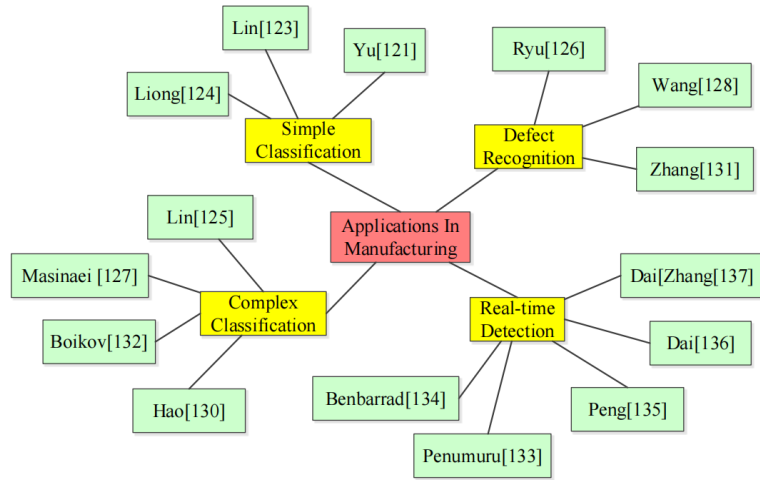 Lin[123]
Yu[121]
Ryu[126]
Liong[124]
Wang[128]
Simple
Classification
Defect
Recognition
Zhang[131]
Lin[125]
Applications In
Manufacturing
Masinaei [127]
Dai[Zhang[137]
Complex
Classification
Real-time
Detection
Boikov[132]
Dai[136]
Hao[130]
Benbarrad[134]
Peng[135]
Penumuru[133]